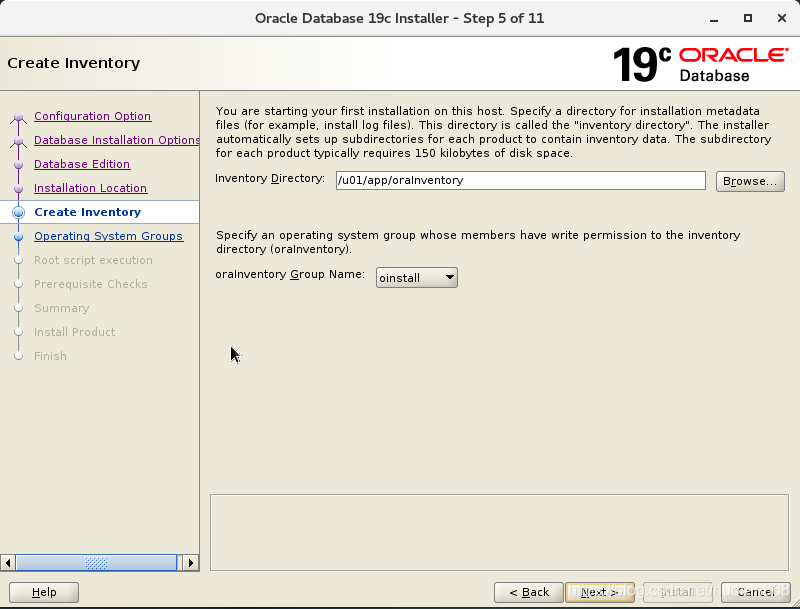 Oracle Database 19c Installer - Step 5 of 11
Create Inventory
19c ORACLE
Database
Configuration Option
Database Installation Options
Database Edition
Installation Location
Create Inventory
Operating System Groups
Root script execution
Prerequisite Checks
Summary
Install Product
Finish
You are starting your first installation on this host. Specify a directory for installation metadata
files (for example, install log files). This directory is called the "inventory directory". The installer
automatically sets up subdirectories for each product to contain inventory data. The subdirectory
for each product typically requires 150 kilobytes of disk space.
Inventory Directory: /u01/app/oraInventory Browse...
Specify an operating system group whose members have write permission to the inventory
directory (oraInventory).
oraInventory Group Name: oinstall
Help < Back Next > Install Cancel